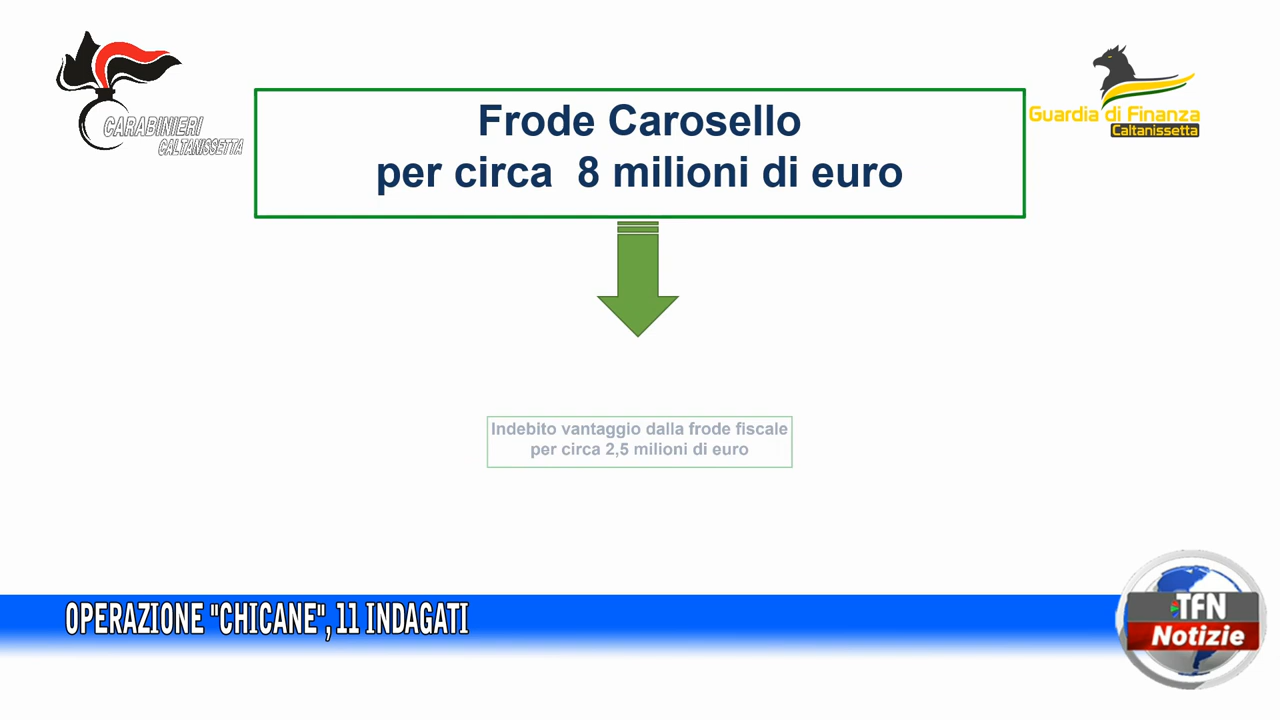 CARABINIERI
CALTANISSETTA
Frode Carosello
per circa 8 milioni di euro
Guardia di Finanza
Caltanissetta
Indebito vantaggio dalla frode fiscale
per circa 2,5 milioni di euro
OPERAZIONE "CHICANE", 11 INDAGATI
TFN
Notizie